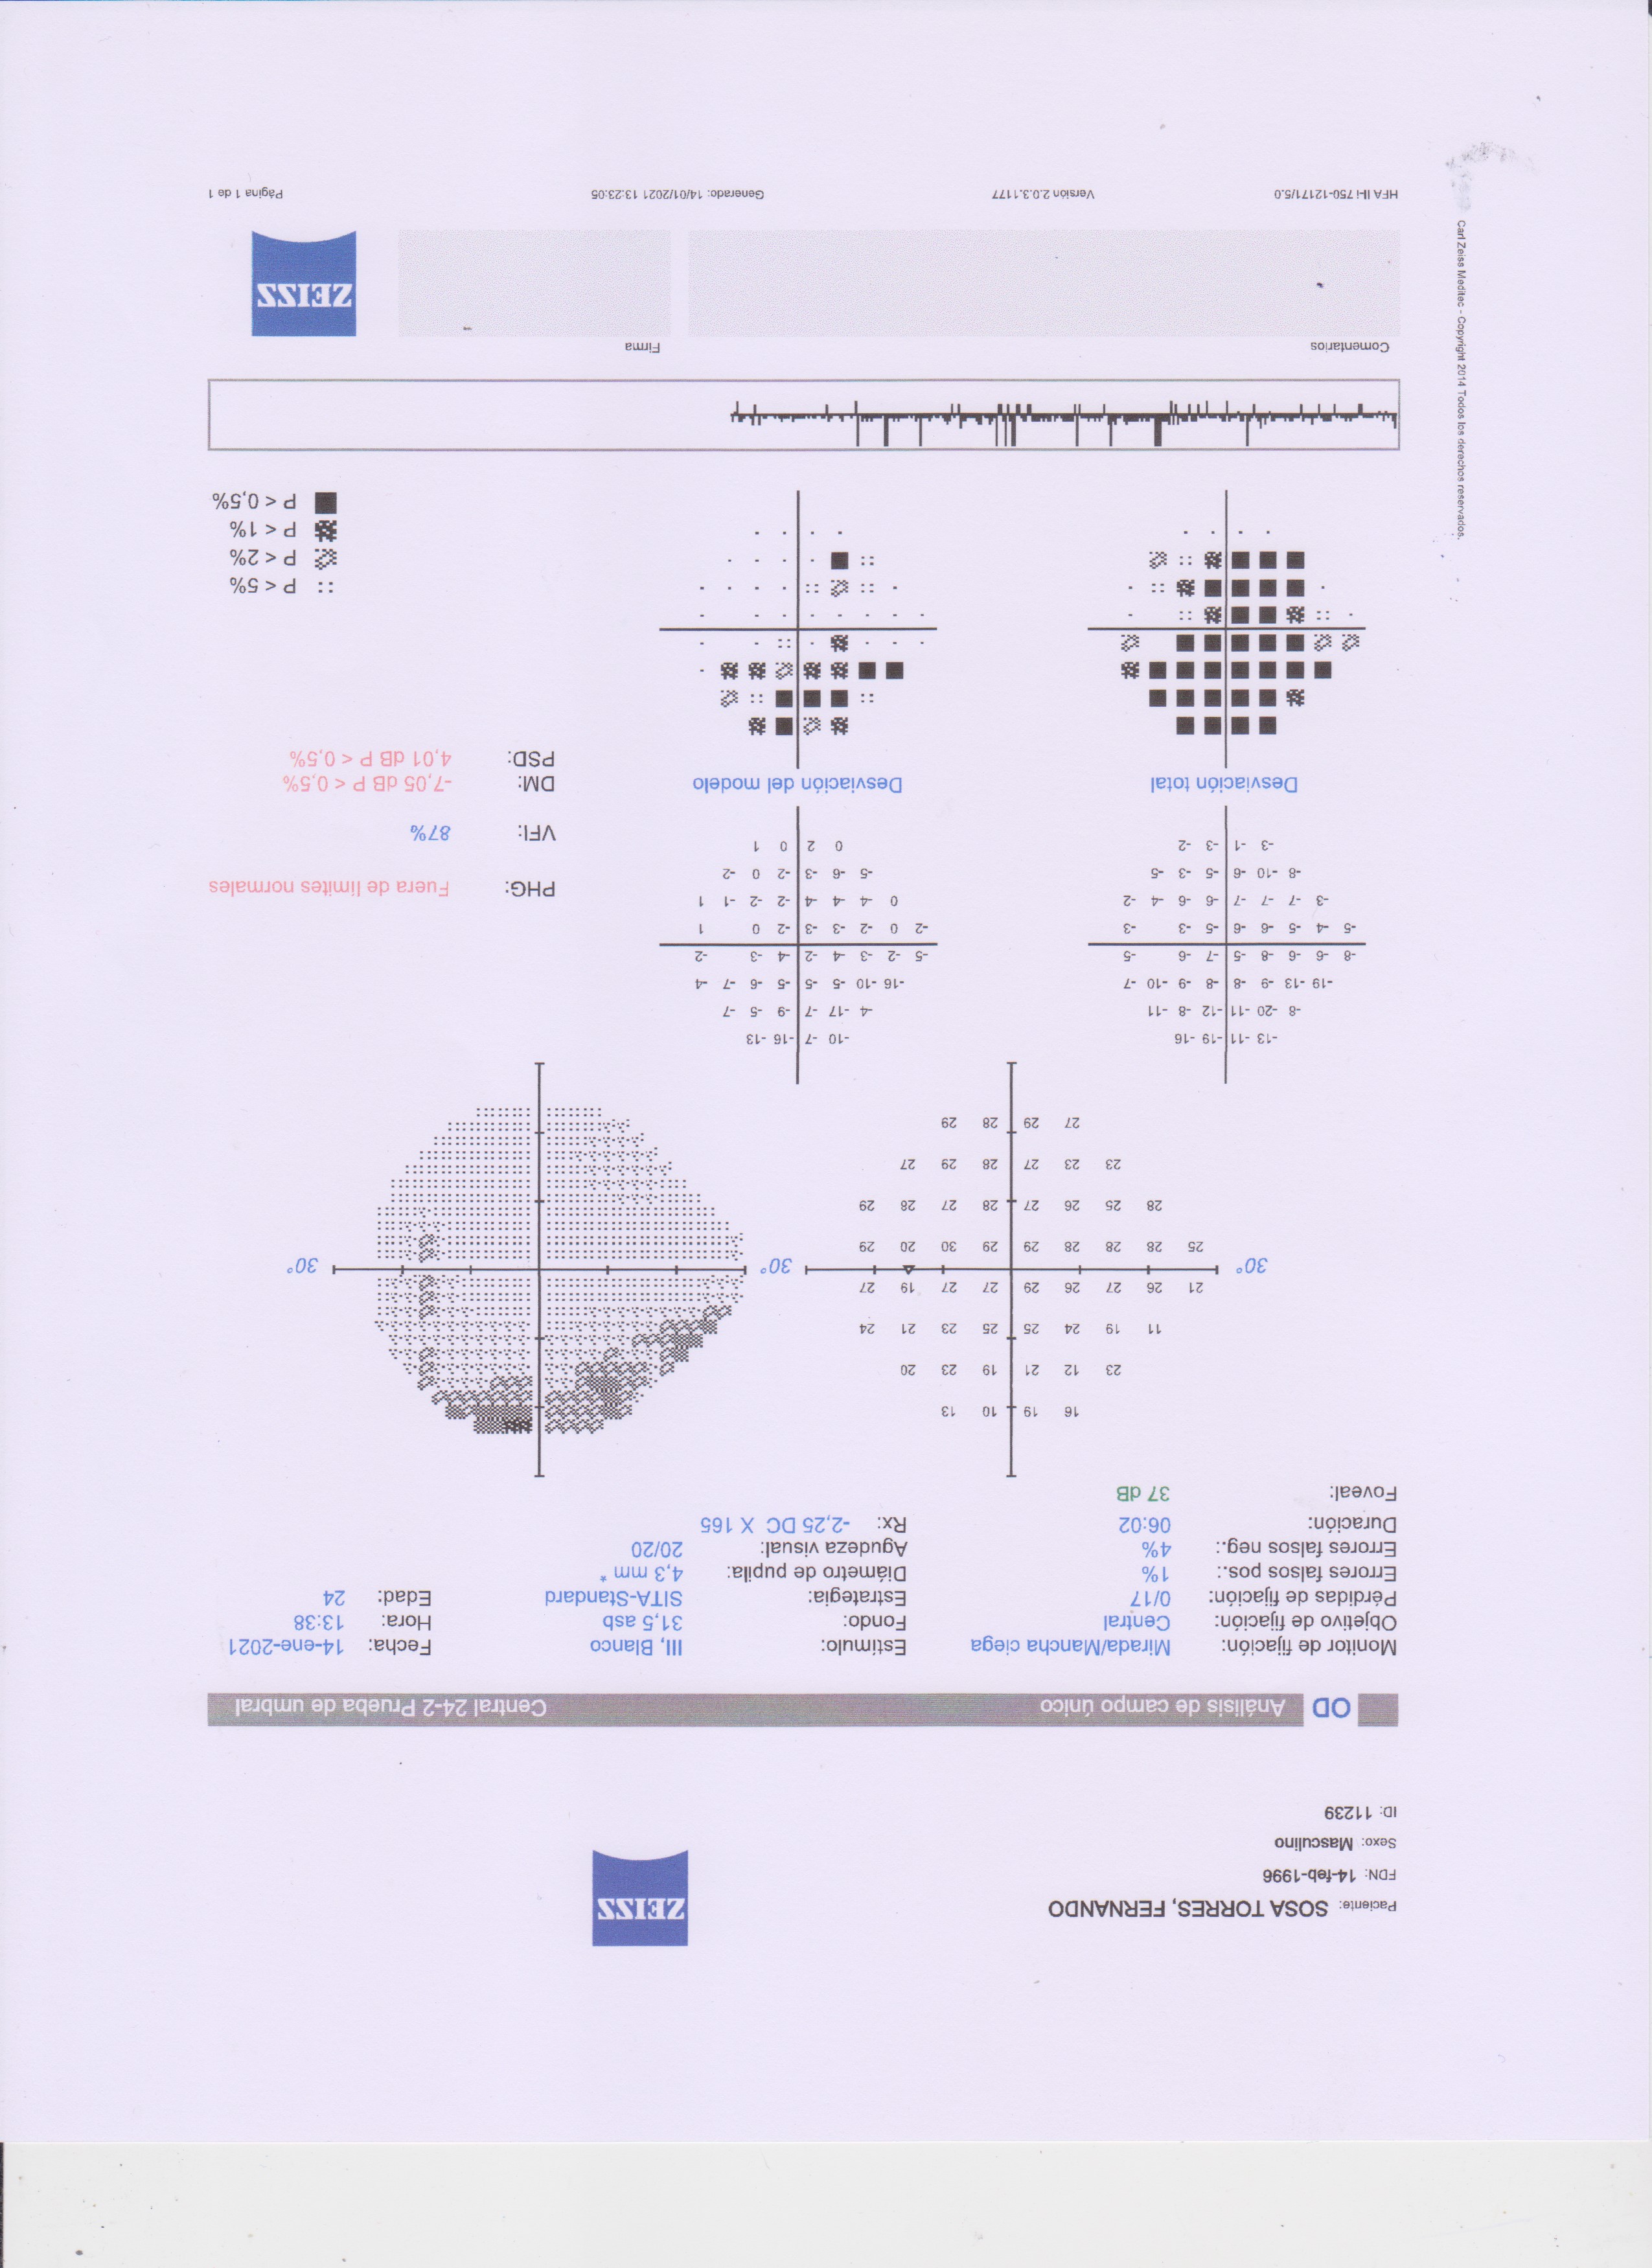 ZEISS
Paciente: SOSA TORRES, FERNANDO
FDN: 14-feb-1996
Sexo: Masculino
ID: 11239
OD Análisis de campo único Central 24-2 Prueba de umbral
Monitor de fijación: Mirada/Mancha ciega Estímulo: III, Blanco Fecha: 14-ene-2021
Objetivo de fijación: Central Fondo: 31,5 asb Hora: 13:38
Pérdidas de fijación: 0/17 Estrategia: SITA-Standard Edad: 24
Errores falsos pos.: 1% Diámetro de pupila: 4,3 mm *
Errores falsos neg.: 4% Agudeza visual: 20/20
Duración: 06:02 Rx: -2,25 DC X 165
Foveal: 37 dB
16 19 10 13
23 12 21 19 23 20
11 19 24 25 25 23 21 24
21 26 27 26 29 27 27 19 27
30° 30° 30°
25 28 28 28 29 29 30 20 29
28 25 26 27 28 27 28 29
23 23 27 28 29 27
27 29 28 29
-13 -11 -19 -16 -10 -7 -16 -13
-8 -20 -11 -12 -8 -11 -4 -17 -7 -9 -5 -7
-19 -13 -9 -8 -8 -9 -10 -7 -16 -10 -5 -5 -5 -6 -7 -4
-8 -6 -6 -8 -5 -7 -6 -5 -5 -2 -3 -4 -2 -4 -3 -2
-5 -4 -5 -6 -6 -5 -3 -3 -2 0 -2 -3 -3 -2 0 1
-3 -7 -7 -7 -6 -6 -4 -2 0 -4 -4 -4 -2 -2 -1 1
-8 -10 -6 -5 -3 -5 -5 -6 -3 -2 0 -2
-3 -1 -3 -2 0 2 0 1
PHG: Fuera de limites normales
VFI: 87%
Desviación total Desviación del modelo
DM: -7,05 dB P < 0,5%
PSD: 4,01 dB P < 0,5%
P < 5%
P < 2%
P < 1%
P < 0,5%
Carl Zeiss Meditec - Copyright 2014 Todos los derechos reservados.
Comentarios Firma
ZEISS
HFA II-i 750-12171/5.0 Versión 2.0.3.1177 Generado: 14/01/2021 13:23:05 Página 1 de 1